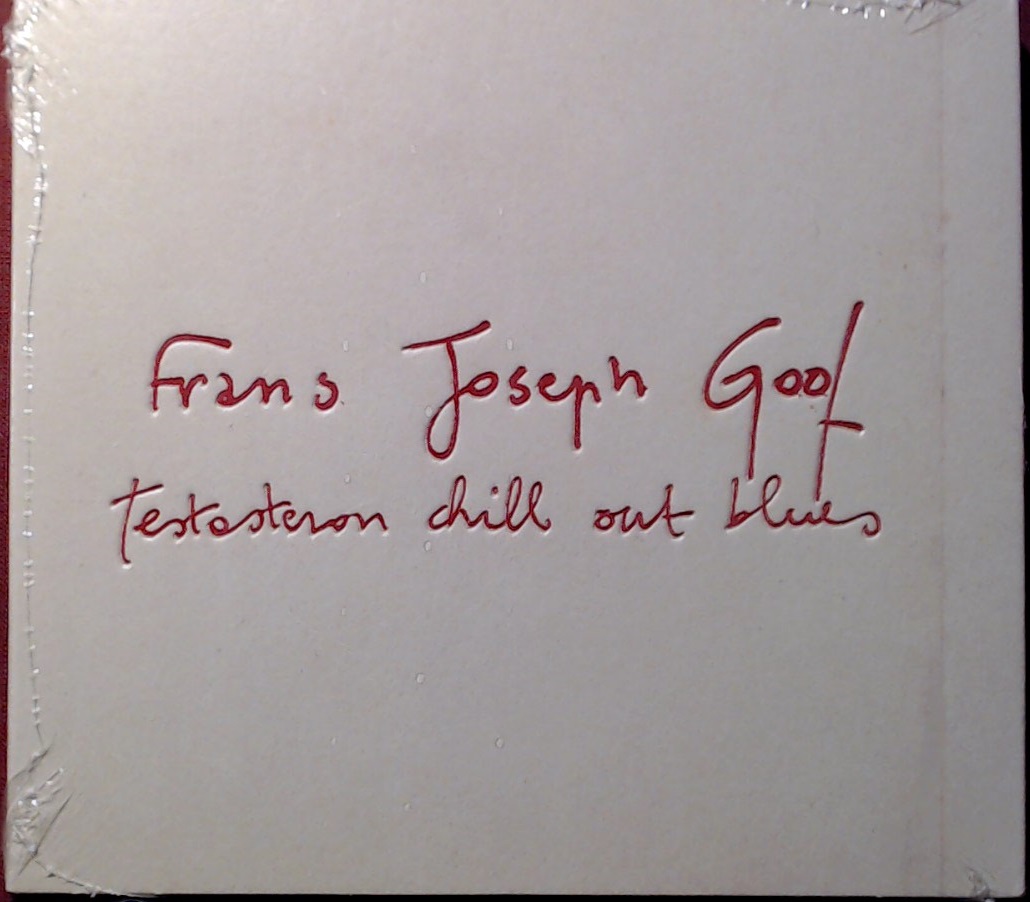 Frans Joseph Goof
testosteron chill out blues